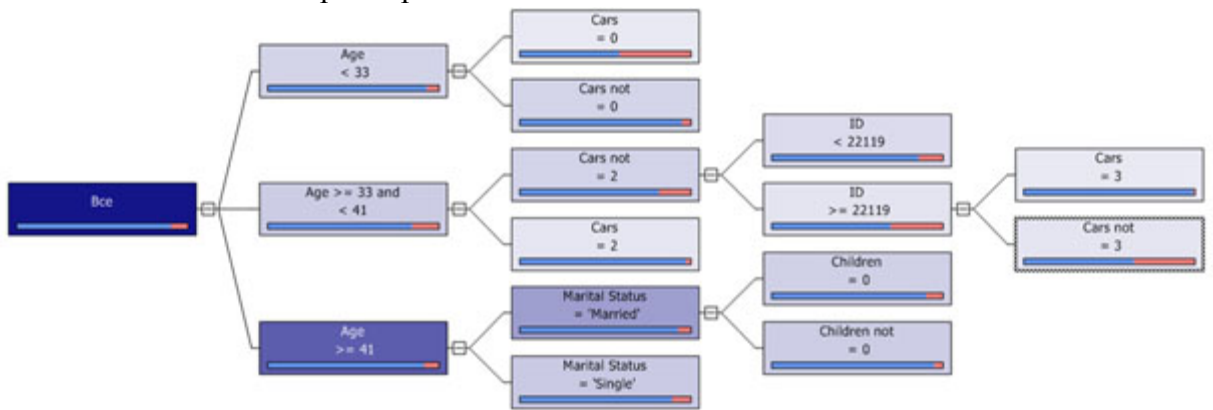 Все
Age
< 33
Age >= 33 and
< 41
Age
>= 41
Cars
= 0
Cars not
= 0
Cars not
= 2
Cars
= 2
Marital Status
= 'Married'
Marital Status
= 'Single'
ID
< 22119
ID
>= 22119
Children
= 0
Children not
= 0
Cars
= 3
Cars not
= 3